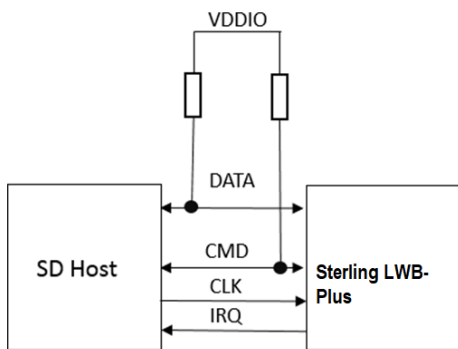 VDDIO
DATA
CMD
SD Host
Sterling LWB-
Plus
CLK
IRQ